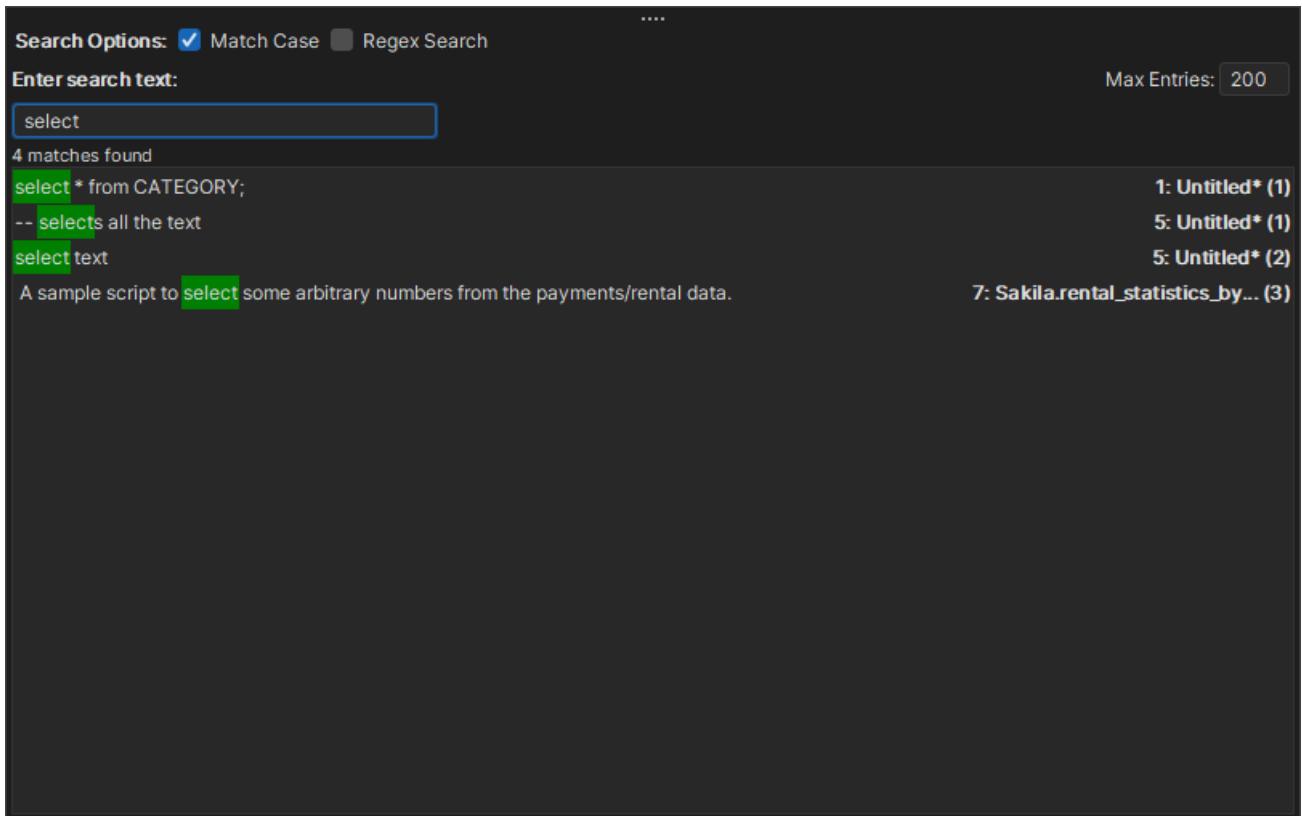 Search Options: Match Case Regex Search
Enter search text: Max Entries: 200
select
4 matches found
select * from CATEGORY; 1: Untitled* (1)
-- selects all the text 5: Untitled* (1)
select text 5: Untitled* (2)
A sample script to select some arbitrary numbers from the payments/rental data. 7: Sakila.rental_statistics_by... (3)